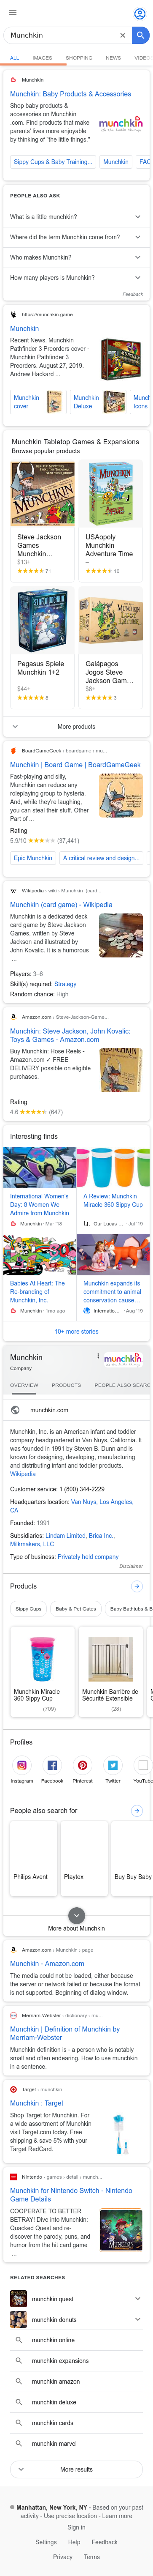 Munchkin
ALL IMAGES SHOPPING NEWS VIDE
Munchkin
Munchkin: Baby Products & Accessories
Shop baby products &
accessories on Munchkin
.com. Find products that make
parents' lives more enjoyable
by thinking of "the little things."
munchkin
Sippy Cups & Baby Training...
Munchkin
FAQ
PEOPLE ALSO ASK
What is a little munchkin?
Where did the term Munchkin come from?
Who makes Munchkin?
How many players is Munchkin?
Feedback
https://munchkin.game
Munchkin
Recent News. Munchkin
Pathfinder 3 Preorders cover ·
Munchkin Pathfinder 3
Preorders. August 27, 2019.
Andrew Hackard ...
Munchkin
cover
Munchkin
Deluxe
Munch
Icons
Munchkin Tabletop Games & Expansions
Browse popular products
Steve Jackson
Games
Munchkin...
$13+
71
USAopoly
Munchkin
Adventure Time
–
10
Pegasus Spiele
Munchkin 1+2
$44+
8
Galápagos
Jogos Steve
Jackson Gam...
$8+
3
More products
BoardGameGeek › boardgame › mu...
Munchkin | Board Game | BoardGameGeek
Fast-playing and silly,
Munchkin can reduce any
roleplaying group to hysteria.
And, while they're laughing,
you can steal their stuff. Other
Part of ...
Rating
5.9/10 (37,441)
Epic Munchkin
A critical review and design...
Wikipedia › wiki › Munchkin_(card...
Munchkin (card game) - Wikipedia
Munchkin is a dedicated deck
card game by Steve Jackson
Games, written by Steve
Jackson and illustrated by
John Kovalic. It is a humorous
...
Players: 3–6
Skill(s) required: Strategy
Random chance: High
Amazon.com › Steve-Jackson-Game...
Munchkin: Steve Jackson, John Kovalic:
Toys & Games - Amazon.com
Buy Munchkin: Hose Reels -
Amazon.com ✓ FREE
DELIVERY possible on eligible
purchases.
Rating
4.6 (647)
Interesting finds
International Women's
Day: 8 Women We
Admire from Munchkin
Munchkin · Mar '18
A Review: Munchkin
Miracle 360 Sippy Cup
Our Lucas ... · Jul '19
Babies At Heart: The
Re-branding of
Munchkin, Inc.
Munchkin · 1mo ago
Munchkin expands its
commitment to animal
conservation cause...
Internatio... · Aug '19
10+ more stories
Munchkin
Company
munchkin
OVERVIEW PRODUCTS PEOPLE ALSO SEARC
munchkin.com
Munchkin, Inc. is an American infant and toddler
company headquartered in Van Nuys, California. It
was founded in 1991 by Steven B. Dunn and is
known for designing, developing, manufacturing
and distributing infant and toddler products.
Wikipedia
Customer service: 1 (800) 344-2229
Headquarters location: Van Nuys, Los Angeles,
CA
Founded: 1991
Subsidiaries: Lindam Limited, Brica Inc.,
Milkmakers, LLC
Type of business: Privately held company
Disclaimer
Products
Sippy Cups
Baby & Pet Gates
Baby Bathtubs & B
Munchkin Miracle
360 Sippy Cup
(709)
Munchkin Barrière de
Sécurité Extensible
(28)
Profiles
Instagram
Facebook
Pinterest
Twitter
YouTube
People also search for
Philips Avent
Playtex
Buy Buy Baby
More about Munchkin
Amazon.com › Munchkin › page
Munchkin - Amazon.com
The media could not be loaded, either because
the server or network failed or because the format
is not supported. Beginning of dialog window.
Merriam-Webster › dictionary › mu...
Munchkin | Definition of Munchkin by
Merriam-Webster
Munchkin definition is - a person who is notably
small and often endearing. How to use munchkin
in a sentence.
Target › munchkin
Munchkin : Target
Shop Target for Munchkin. For
a wide assortment of Munchkin
visit Target.com today. Free
shipping & save 5% with your
Target RedCard.
Nintendo › games › detail › munch...
Munchkin for Nintendo Switch - Nintendo
Game Details
COOPERATE TO BETTER
BETRAY! Dive into Munchkin:
Quacked Quest and re-
discover the parody, puns, and
humor from the hit card game
...
RELATED SEARCHES
munchkin quest
munchkin donuts
munchkin online
munchkin expansions
munchkin amazon
munchkin deluxe
munchkin cards
munchkin marvel
More results
Manhattan, New York, NY - Based on your past
activity - Use precise location - Learn more
Sign in
Settings Help Feedback
Privacy Terms